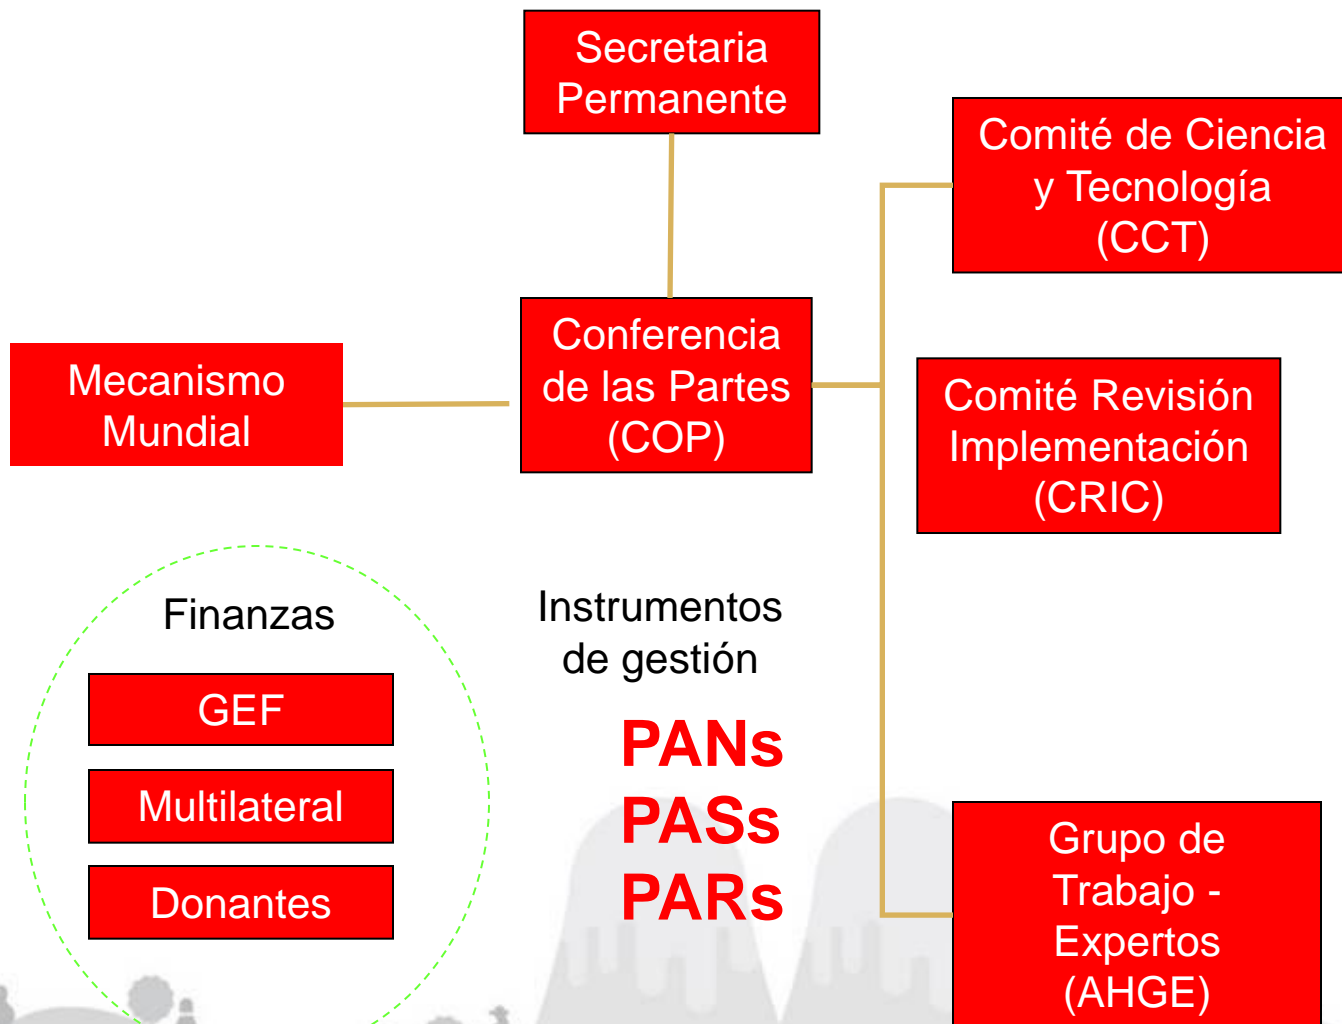 Secretaria
Permanente
Comité de Ciencia
y Tecnología
(CCT)
Conferencia
de las Partes
(COP)
Mecanismo
Mundial
Comité Revisión
Implementación
(CRIC)
Finanzas
GEF
Multilateral
Donantes
Instrumentos
de gestión
PANs
PASs
PARs
Grupo de
Trabajo -
Expertos
(AHGE)